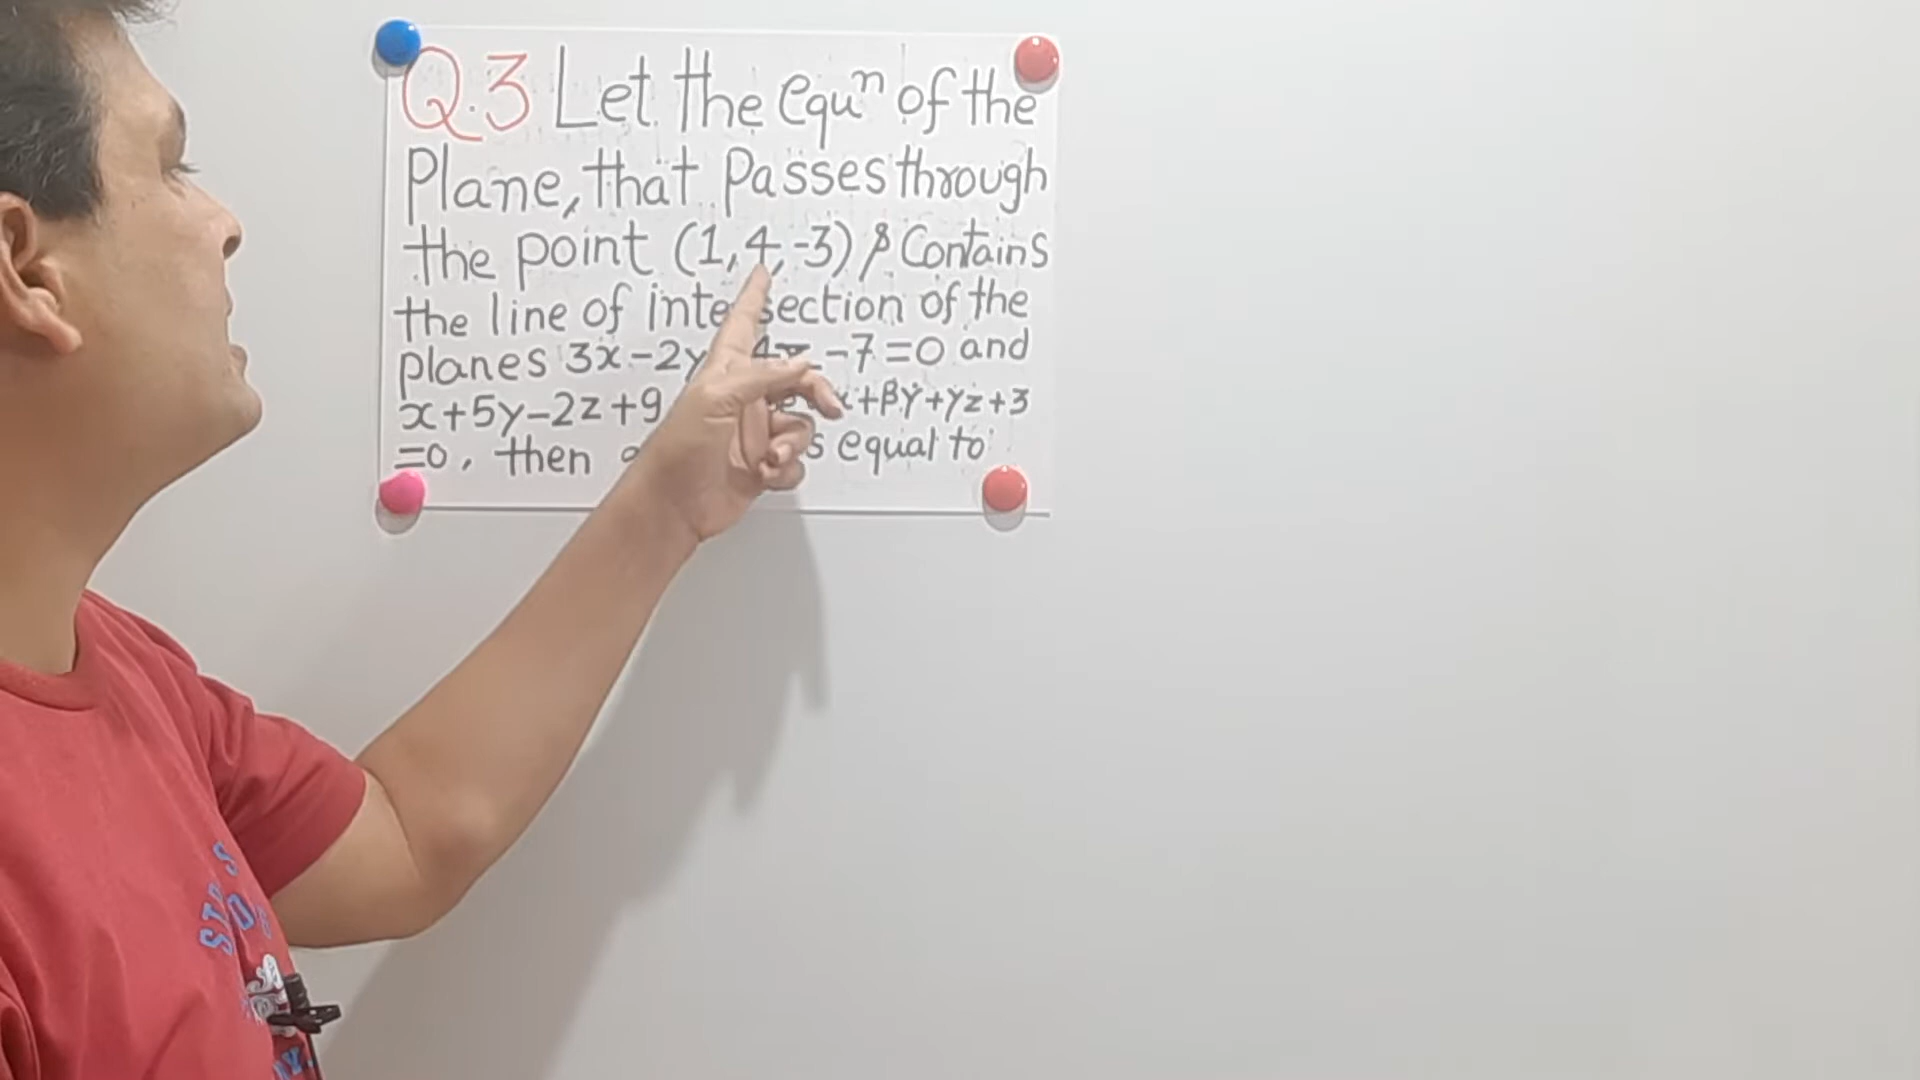 Q.3 Let the equⁿ of the
Plane, that Passes through
the point (1,4,-3) & Contains
the line of intersection of the
planes 3x-2y 4z -7=0 and
x+5y-2z+9 x+βy+γz+3
=0, then equal to